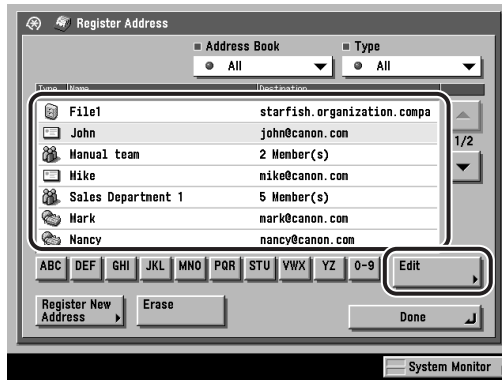 Register Address
Address Book
Type
All
All
Type Name Destination
File1 starfish.organization.compa
John john@canon.com
Manual team 2 Member(s)
Mike mike@canon.com
Sales Department 1 5 Member(s)
Mark mark@canon.com
Nancy nancy@canon.com
1/2
ABC DEF GHI JKL MNO PQR STU VWX YZ 0-9 Edit
Register New Address
Erase
Done
System Monitor